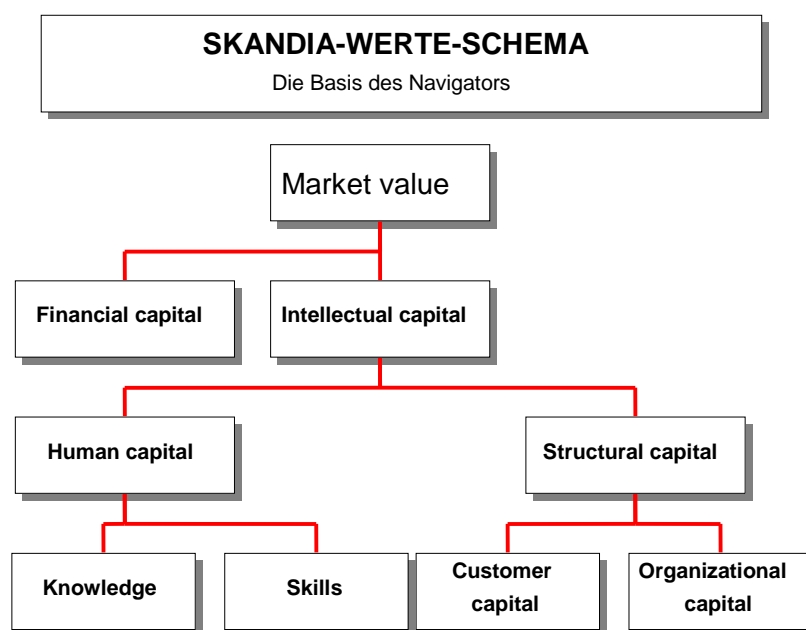 SKANDIA-WERTE-SCHEMA
Die Basis des Navigators
Market value
Financial capital
Intellectual capital
Human capital
Structural capital
Knowledge
Skills
Customer
capital
Organizational
capital